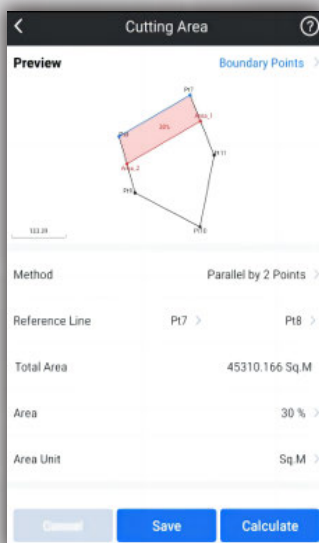 Cutting Area
Preview
Boundary Points
Pt7
Area_1
30%
Pt8
Pt11
Area_2
Pt9
Pt10
Method
Parallel by 2 Points
Reference Line
Pt7
Pt8
Total Area
45310.166 Sq.M
Area
30 %
Area Unit
Sq.M
Cancel
Save
Calculate